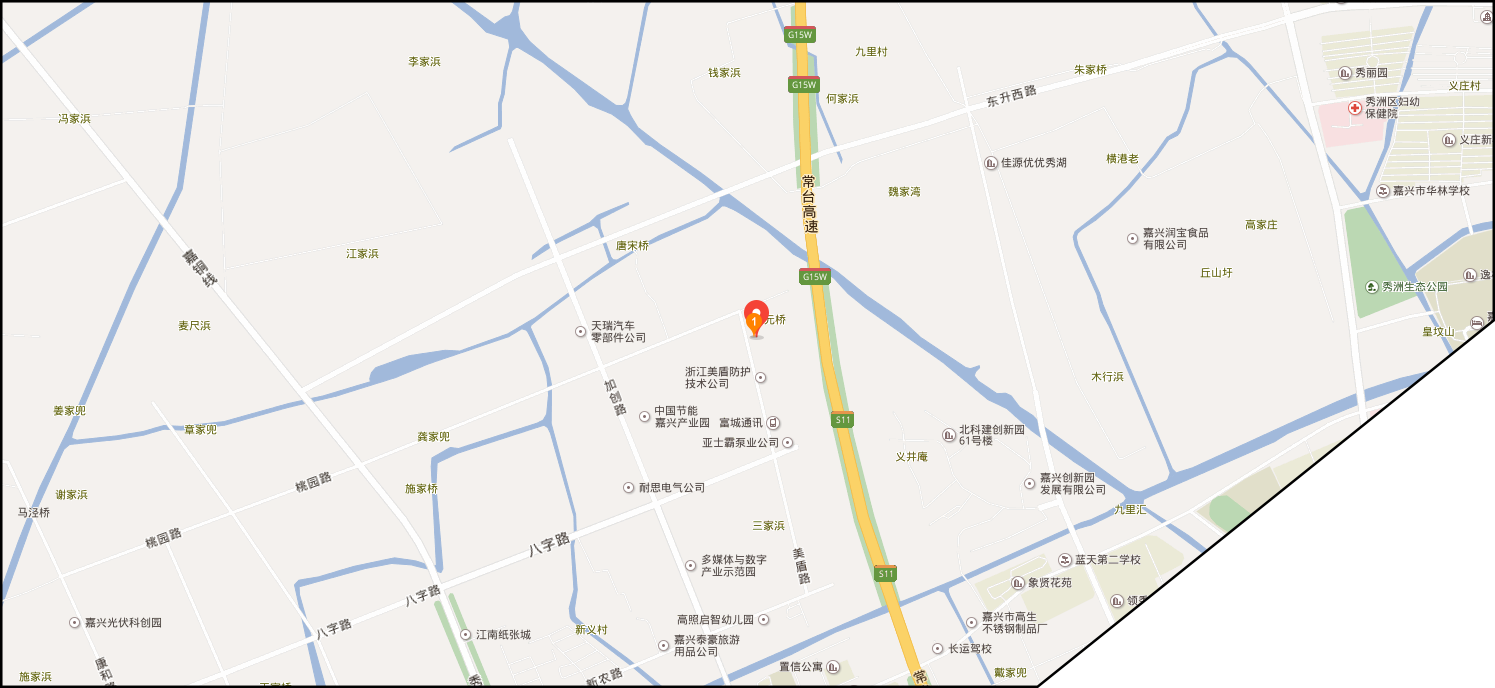 G15W
九里村
李家浜
钱家浜
朱家桥
秀丽园
G15W
何家浜
东升西路
义庄村
秀洲区妇幼
保健院
冯家浜
义庄新
佳源优优秀湖
横港老
常台高速
魏家湾
嘉兴市华林学校
高家庄
嘉兴润宝食品
有限公司
唐宋桥
江家浜
嘉铜线
G15W
丘山圩
逸
秀洲生态公园
麦尺浜
天瑞汽车
零部件公司
1
元桥
皇坟山
浙江美盾防护
技术公司
木行浜
加创路
姜家兜
中国节能
嘉兴产业园
富城通讯
S11
章家兜
龚家兜
亚士霸泵业公司
北科建创新园
61号楼
义井庵
桃园路
施家桥
耐思电气公司
嘉兴创新园
发展有限公司
谢家浜
马泾桥
九里汇
三家浜
桃园路
八字路
美盾路
多媒体与数字
产业示范园
S11
蓝天第二学校
象贤花苑
八字路
领秀
嘉兴光伏科创园
八字路
江南纸张城
新义村
高照启智幼儿园
嘉兴市高生
不锈钢制品厂
嘉兴泰豪旅游
用品公司
长运驾校
康和路
施家浜
新农路
置信公寓
常
戴家兜
秀